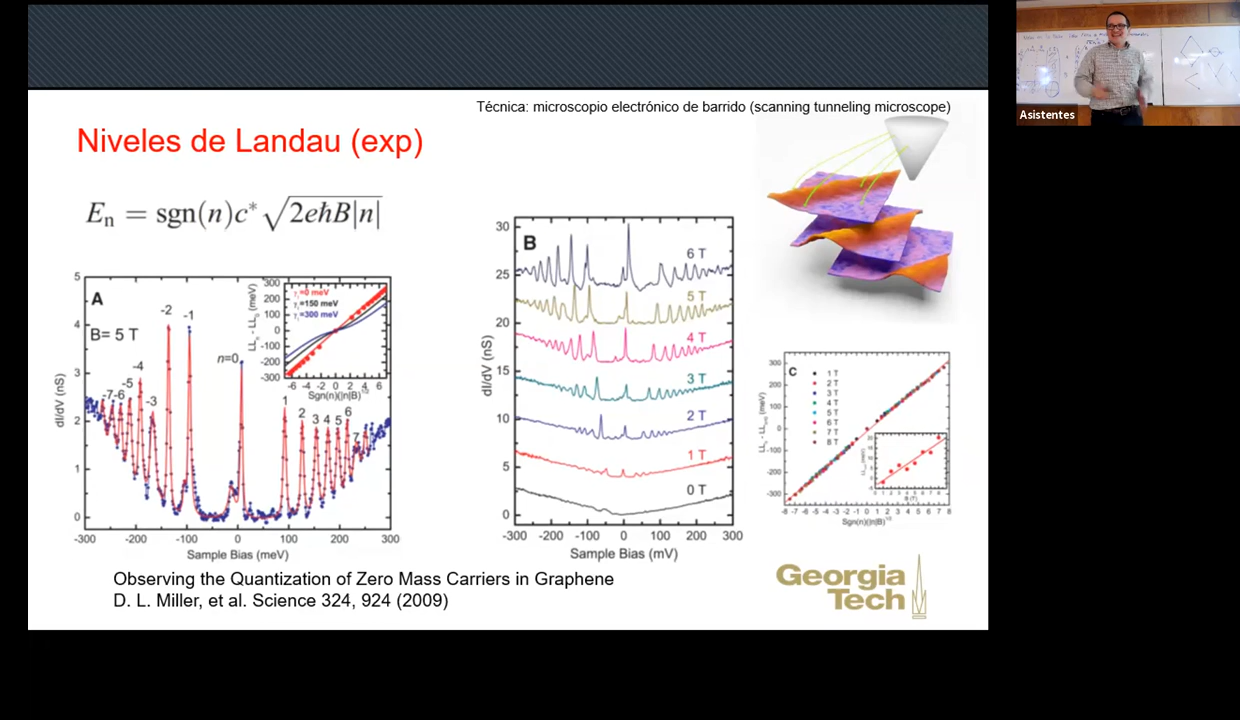 Técnica: microscopio electrónico de barrido (scanning tunneling microscope)
Asistentes
Niveles de Landau (exp)
E_n = sgn(n)c* √2eħB|n|
A
B= 5 T
-7
-6
-5
-4
-3
-2
-1
n=0
1
2
3
4
5
6
7
5
4
3
2
1
0
dI/dV (nS)
-300
-200
-100
0
100
200
300
Sample Bias (meV)
300
200
100
0
-100
-200
-300
=0 meV
=150 meV
=300 meV
-6
-4
-2
0
2
4
6
Sgn(n)(|n|B)^1/2
B
6 T
5 T
4 T
3 T
2 T
1 T
0 T
30
25
20
15
10
5
0
dI/dV (nS)
-300
-200
-100
0
100
200
300
Sample Bias (mV)
C
1 T
2 T
3 T
4 T
5 T
6 T
7 T
8 T
300
200
100
0
-100
-200
-300
-8 -7 -6 -5 -4 -3 -2 -1 0 1 2 3 4 5 6 7 8
Sgn(n)(|n|B)^1/2
B (T)
Observing the Quantization of Zero Mass Carriers in Graphene
D. L. Miller, et al. Science 324, 924 (2009)
Georgia
Tech